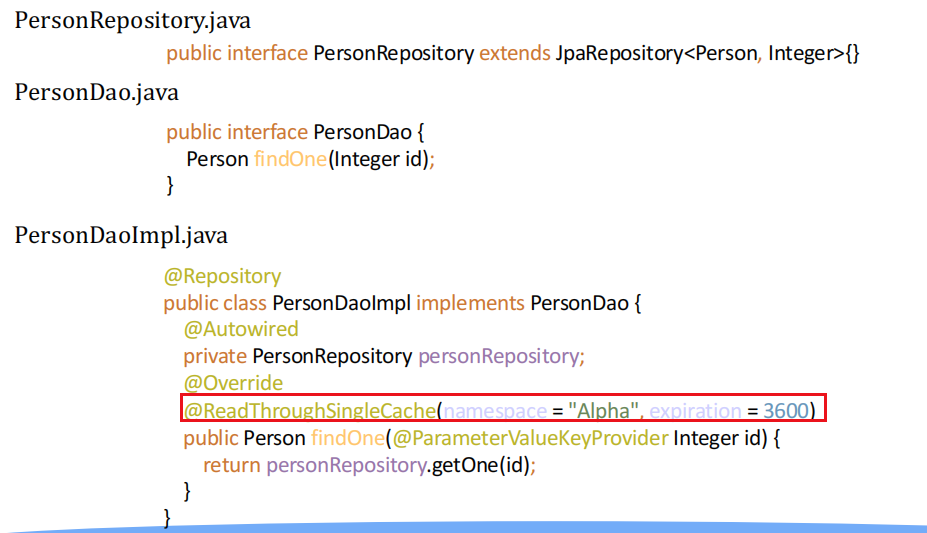 PersonRepository.java
public interface PersonRepository extends JpaRepository<Person, Integer>{}
PersonDao.java
public interface PersonDao {
Person findOne(Integer id);
}
PersonDaoImpl.java
@Repository
public class PersonDaoImpl implements PersonDao {
@Autowired
private PersonRepository personRepository;
@Override
@ReadThroughSingleCache(namespace = "Alpha", expiration = 3600)
public Person findOne(@ParameterValueKeyProvider Integer id) {
return personRepository.getOne(id);
}
}